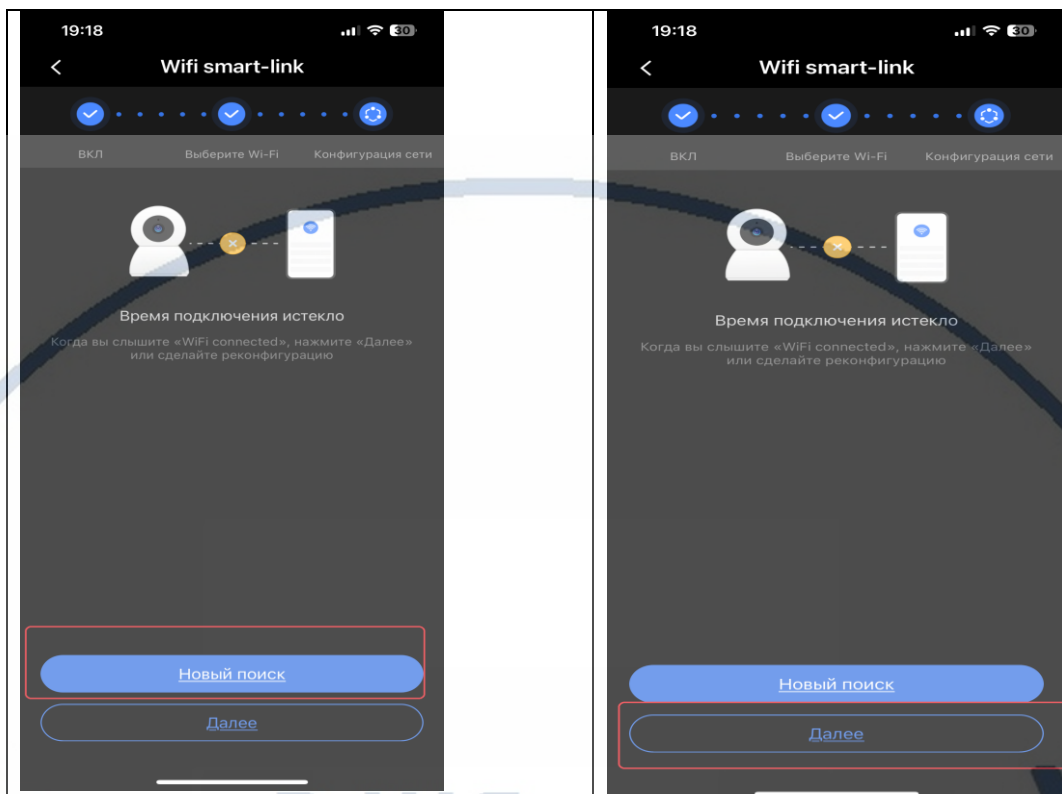 19:18
30
Wifi smart-link
ВКЛ
Выберите Wi-Fi
Конфигурация сети
Время подключения истекло
Когда вы слышите «WiFi connected», нажмите «Далее»
или сделайте реконфигурацию
Новый поиск
Далее
19:18
30
Wifi smart-link
ВКЛ
Выберите Wi-Fi
Конфигурация сети
Время подключения истекло
Когда вы слышите «WiFi connected», нажмите «Далее»
или сделайте реконфигурацию
Новый поиск
Далее